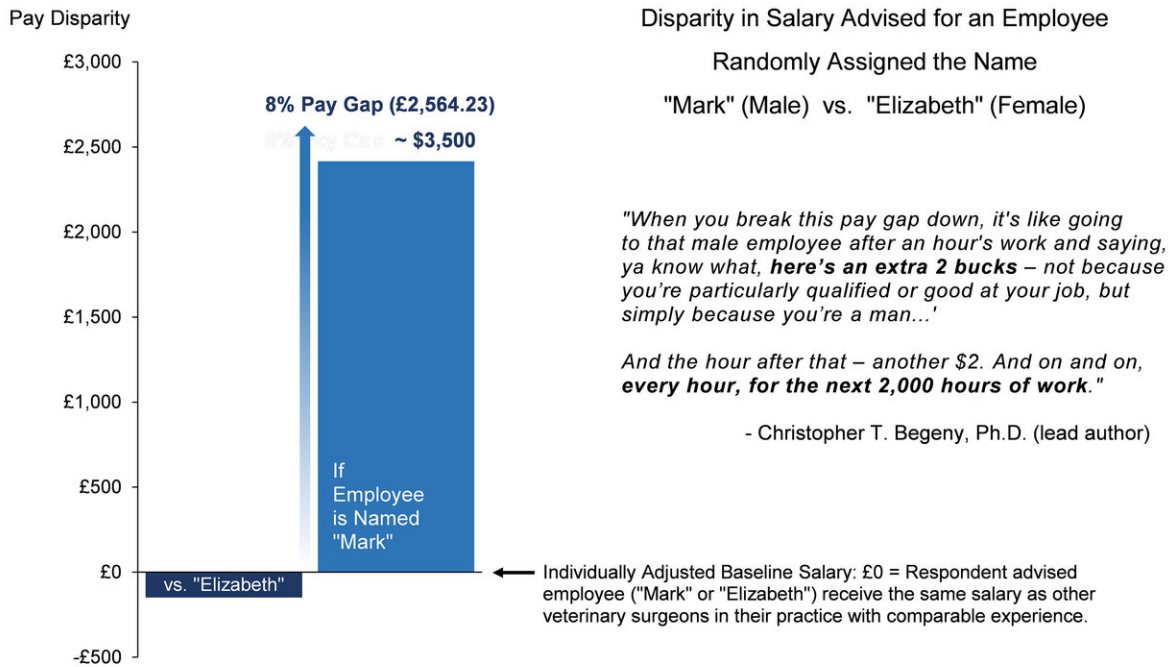 Pay Disparity
Disparity in Salary Advised for an Employee
Randomly Assigned the Name
"Mark" (Male) vs. "Elizabeth" (Female)
£3,000
£2,500
£2,000
£1,500
£1,000
£500
£0
-£500
8% Pay Gap (£2,564.23)
~ $3,500
If
Employee
is Named
"Mark"
vs. "Elizabeth"
"When you break this pay gap down, it's like going
to that male employee after an hour's work and saying,
ya know what, here's an extra 2 bucks – not because
you're particularly qualified or good at your job, but
simply because you're a man...'
And the hour after that – another $2. And on and on,
every hour, for the next 2,000 hours of work."
- Christopher T. Begeny, Ph.D. (lead author)
Individually Adjusted Baseline Salary: £0 = Respondent advised
employee ("Mark" or "Elizabeth") receive the same salary as other
veterinary surgeons in their practice with comparable experience.